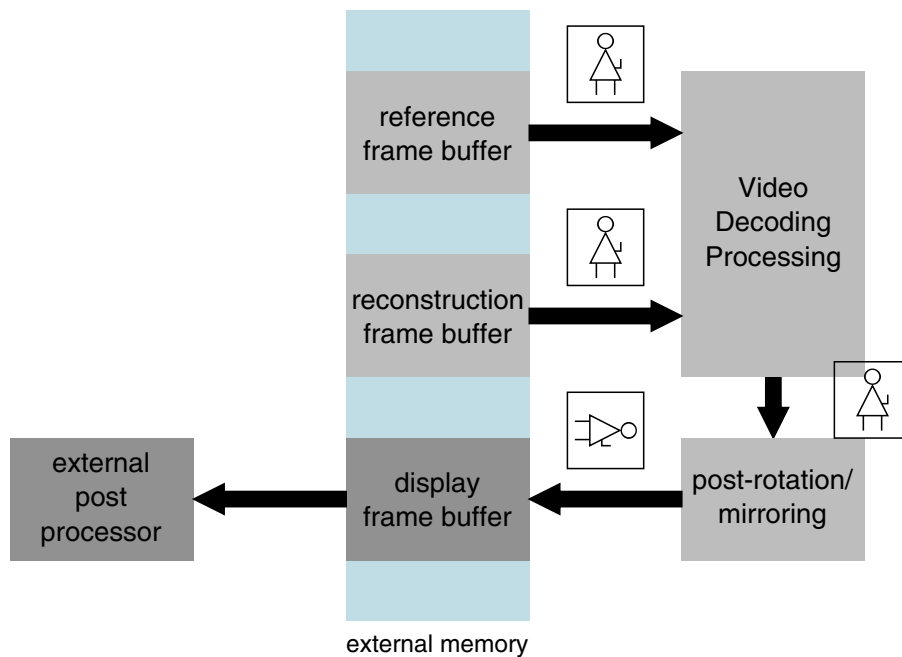 reference
frame buffer
Video
Decoding
Processing
reconstruction
frame buffer
external
post
processor
display
frame buffer
post-rotation/
mirroring
external memory